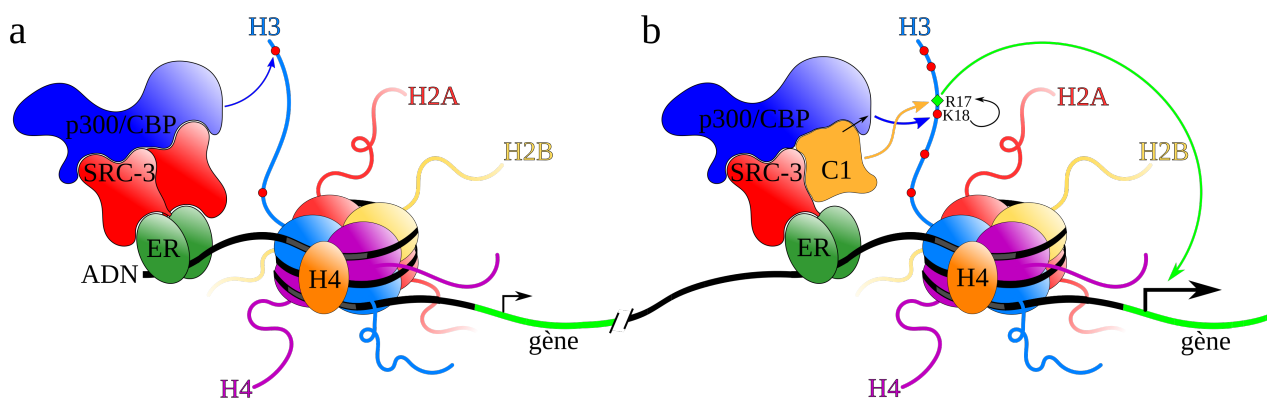 a
H3
p300/CBP
SRC-3
ER
ADN
H2A
H2B
H4
H4
gène
b
H3
p300/CBP
SRC-3
C1
ER
R17
K18
H2A
H2B
H4
H4
gène